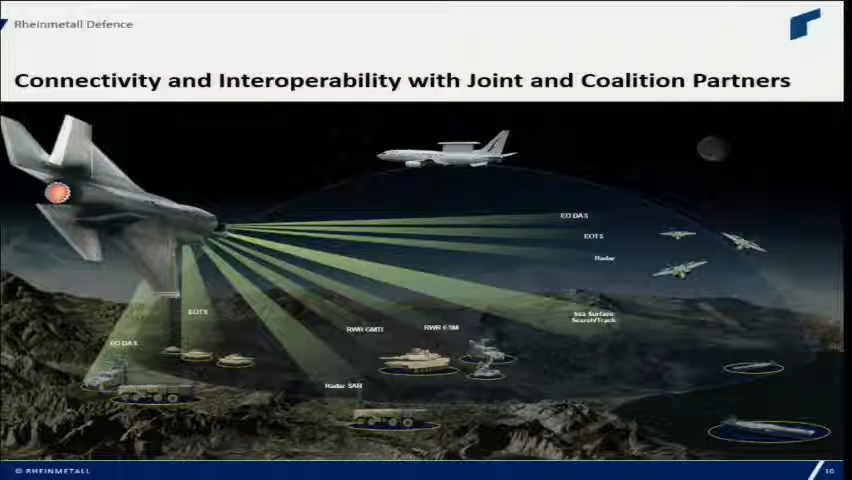 Rheinmetall Defence
Connectivity and Interoperability with Joint and Coalition Partners
EO DAS
EOTS
Radar
EOTS
Sea Surface
Search/Track
RWR GMTI
RWR ESM
EO DAS
Radar SAR
© RHEINMETALL
10